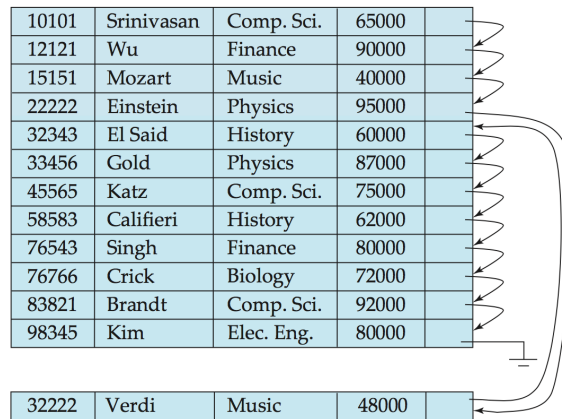 10101 Srinivasan Comp. Sci. 65000
12121 Wu Finance 90000
15151 Mozart Music 40000
22222 Einstein Physics 95000
32343 El Said History 60000
33456 Gold Physics 87000
45565 Katz Comp. Sci. 75000
58583 Califieri History 62000
76543 Singh Finance 80000
76766 Crick Biology 72000
83821 Brandt Comp. Sci. 92000
98345 Kim Elec. Eng. 80000
32222 Verdi Music 48000